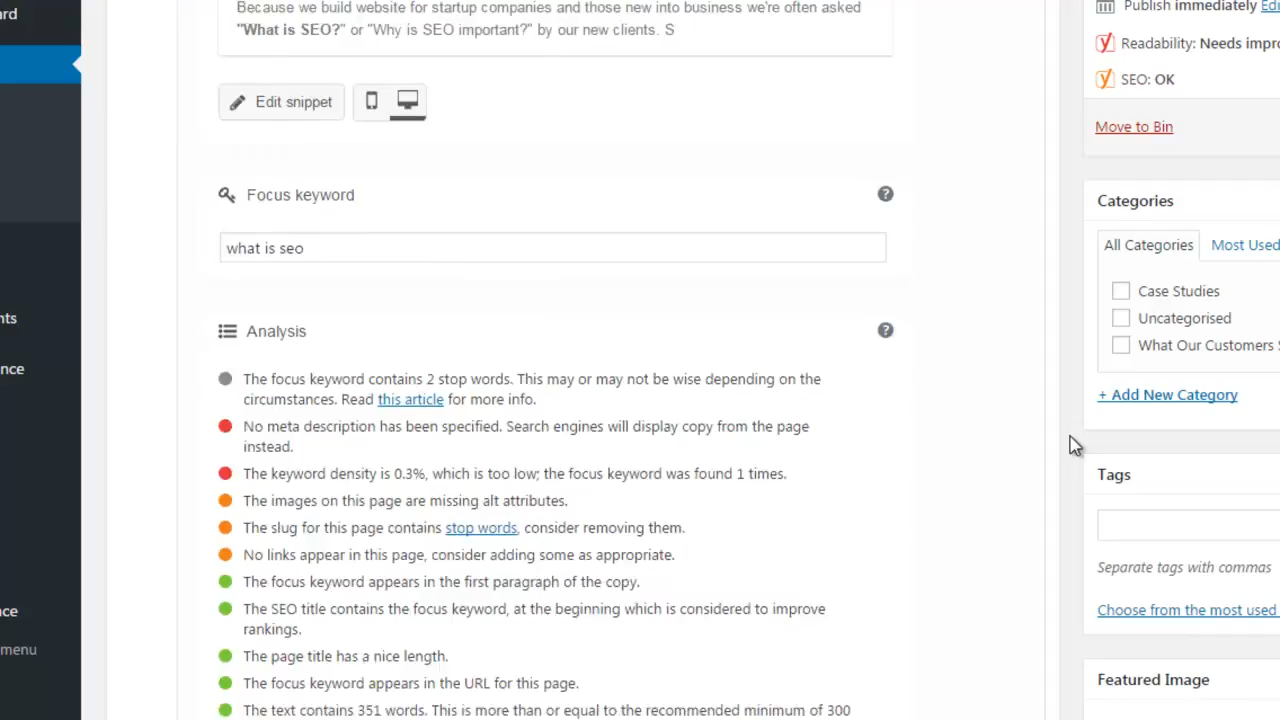 rd
Because we build website for startup companies and those new into business we're often asked
"What is SEO?" or "Why is SEO important?" by our new clients. S
Edit snippet
Focus keyword
what is seo
Analysis
The focus keyword contains 2 stop words. This may or may not be wise depending on the
circumstances. Read this article for more info.
No meta description has been specified. Search engines will display copy from the page
instead.
The keyword density is 0.3%, which is too low; the focus keyword was found 1 times.
The images on this page are missing alt attributes.
The slug for this page contains stop words, consider removing them.
No links appear in this page, consider adding some as appropriate.
The focus keyword appears in the first paragraph of the copy.
The SEO title contains the focus keyword, at the beginning which is considered to improve
rankings.
The page title has a nice length.
The focus keyword appears in the URL for this page.
The text contains 351 words. This is more than or equal to the recommended minimum of 300
nts
nce
ce
menu
Publish immediately Edi
Readability: Needs impro
SEO: OK
Move to Bin
Categories
All Categories
Most Used
Case Studies
Uncategorised
What Our Customers S
+ Add New Category
Tags
Separate tags with commas
Choose from the most used
Featured Image